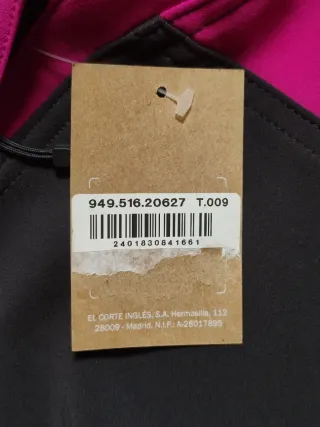 949.516.20627 T.009
2401830841661
EL CORTE INGLÉS, S.A. Hermosilla, 112
28009 - Madrid. N.I.F.: A-28017895